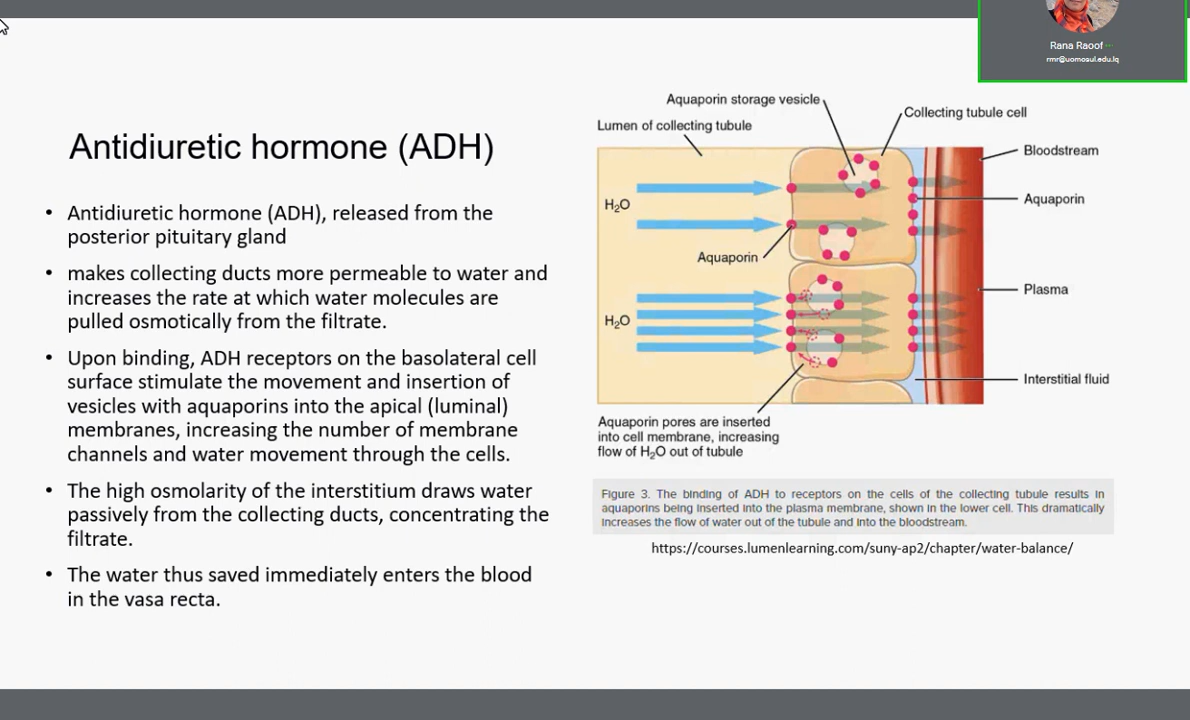 Rana Raoof
rmr@uomosul.edu.iq
Antidiuretic hormone (ADH)
• Antidiuretic hormone (ADH), released from the
posterior pituitary gland
• makes collecting ducts more permeable to water and
increases the rate at which water molecules are
pulled osmotically from the filtrate.
• Upon binding, ADH receptors on the basolateral cell
surface stimulate the movement and insertion of
vesicles with aquaporins into the apical (luminal)
membranes, increasing the number of membrane
channels and water movement through the cells.
• The high osmolarity of the interstitium draws water
passively from the collecting ducts, concentrating the
filtrate.
• The water thus saved immediately enters the blood
in the vasa recta.
Aquaporin storage vesicle
Collecting tubule cell
Lumen of collecting tubule
Bloodstream
H₂O
Aquaporin
Aquaporin
Plasma
H₂O
Interstitial fluid
Aquaporin pores are inserted
into cell membrane, increasing
flow of H₂O out of tubule
Figure 3. The binding of ADH to receptors on the cells of the collecting tubule results in
aquaporins being inserted into the plasma membrane, shown in the lower cell. This dramatically
increases the flow of water out of the tubule and into the bloodstream.
https://courses.lumenlearning.com/suny-ap2/chapter/water-balance/